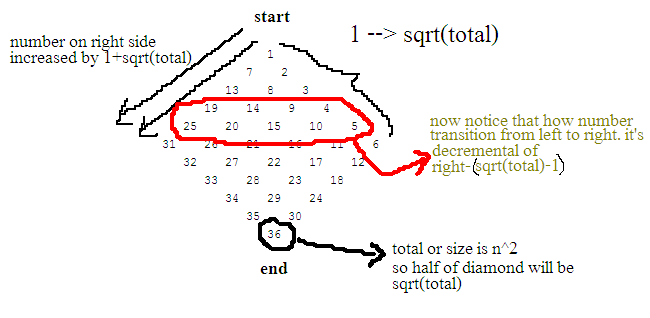 start
1 --> sqrt(total)
number on right side
increased by 1+sqrt(total)
1
7 2
13 8 3
19 14 9 4
25 20 15 10 5
31 26 21 16 11 6
32 27 22 17 12
33 28 23 18
34 29 24
35 30
36
now notice that how number
transition from left to right. it's
decremental of
right-(sqrt(total)-1)
total or size is n^2
so half of diamond will be
sqrt(total)
end